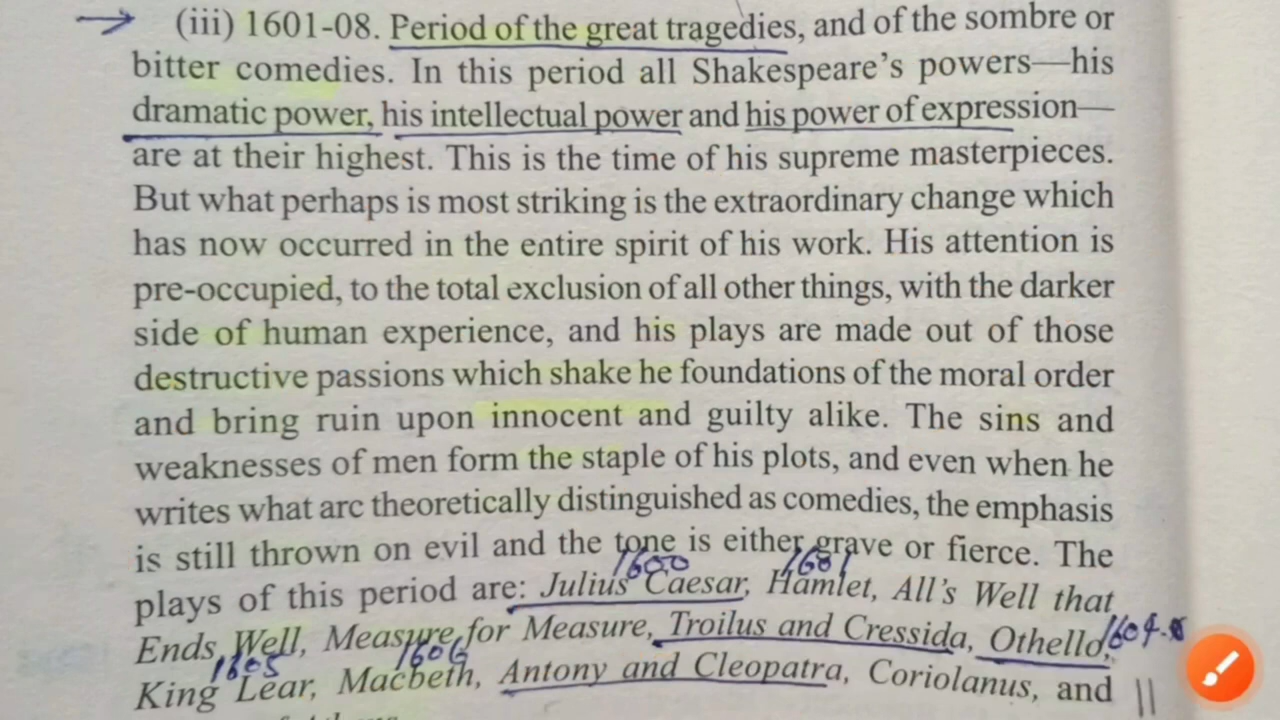 (iii) 1601-08. Period of the great tragedies, and of the sombre or
bitter comedies. In this period all Shakespeare's powers—his
dramatic power, his intellectual power and his power of expression—
are at their highest. This is the time of his supreme masterpieces.
But what perhaps is most striking is the extraordinary change which
has now occurred in the entire spirit of his work. His attention is
pre-occupied, to the total exclusion of all other things, with the darker
side of human experience, and his plays are made out of those
destructive passions which shake he foundations of the moral order
and bring ruin upon innocent and guilty alike. The sins and
weaknesses of men form the staple of his plots, and even when he
writes what arc theoretically distinguished as comedies, the emphasis
is still thrown on evil and the tone is either grave or fierce. The
1600 1601
plays of this period are: Julius Caesar, Hamlet, All's Well that
Ends Well, Measure for Measure, Troilus and Cressida, Othello, 1604
1605 1606
King Lear, Macbeth, Antony and Cleopatra, Coriolanus, and